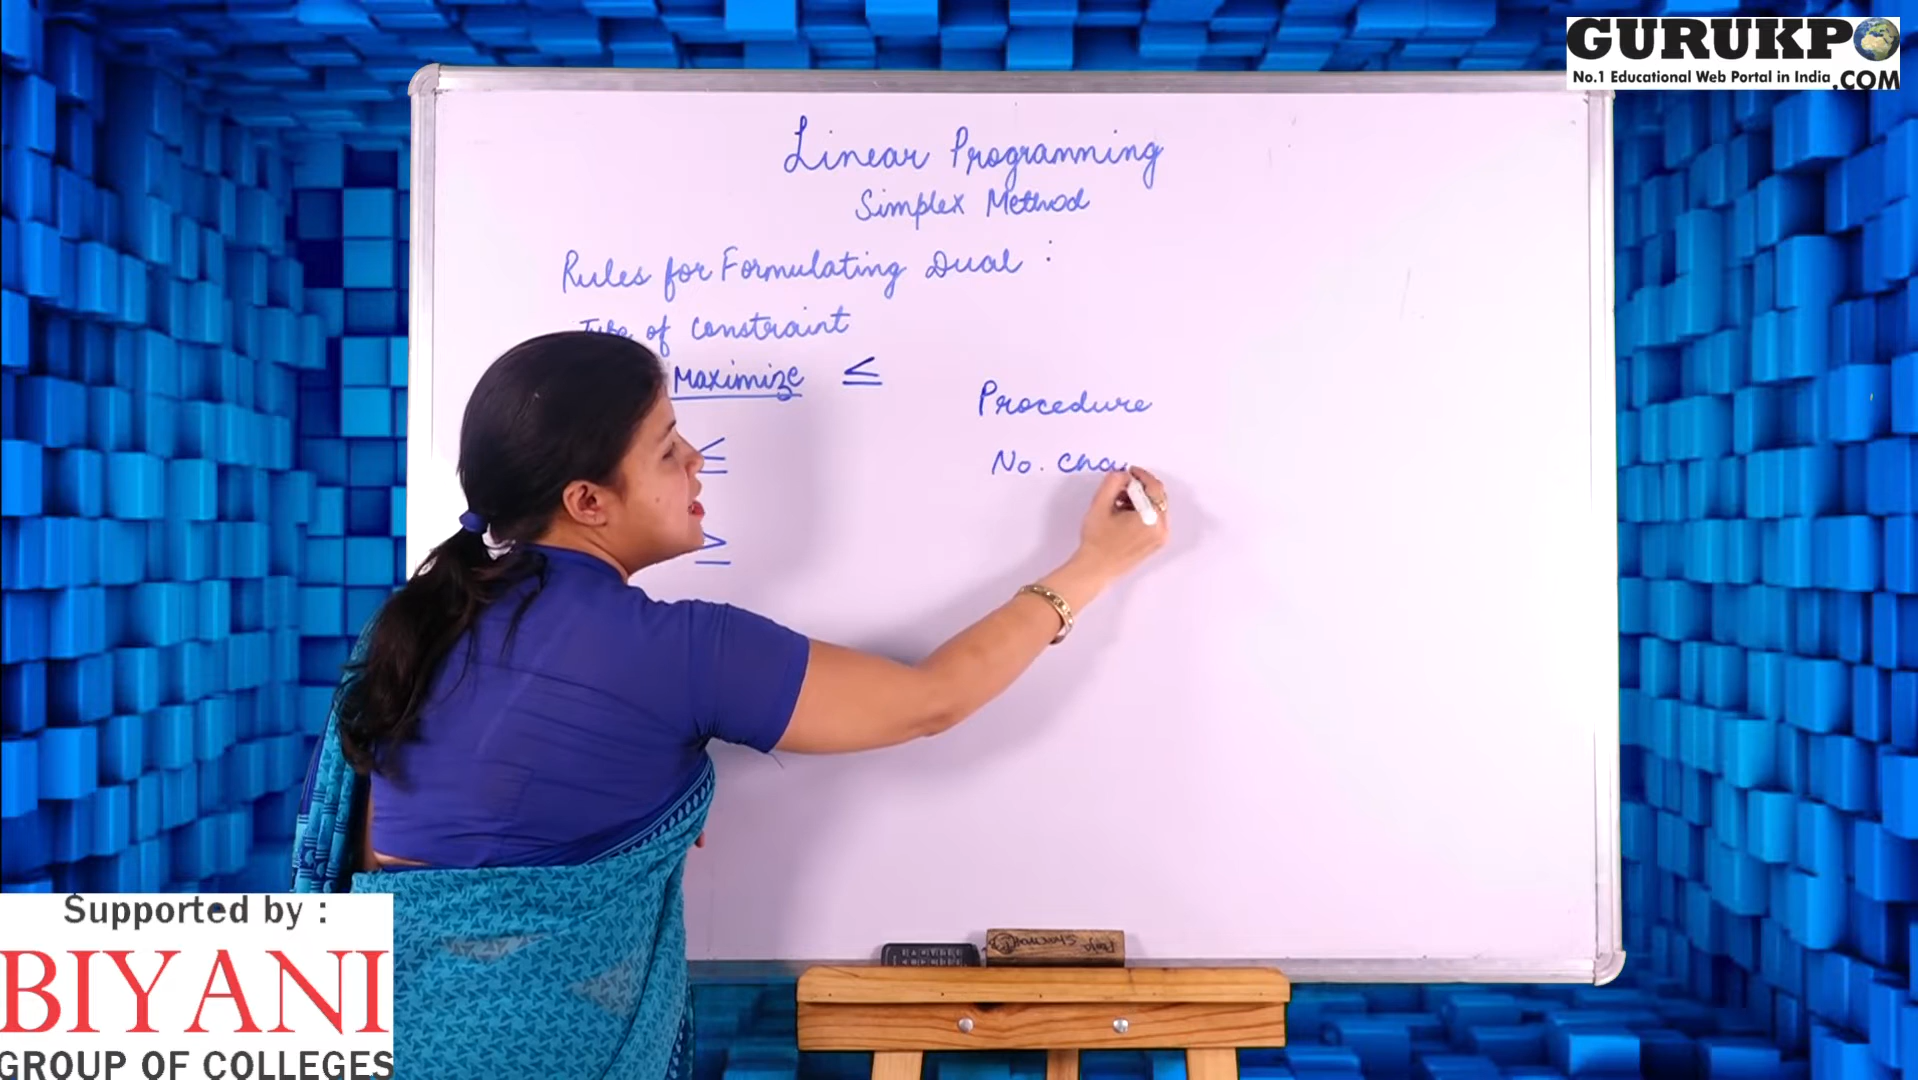 GURUKPO
No.1 Educational Web Portal in India .COM
Linear Programming
Simplex Method
Rules for Formulating Dual :
Type of constraint
Maximize ≤
Procedure
≤
No. cha
≥
Supported by :
BIYANI
GROUP OF COLLEGES